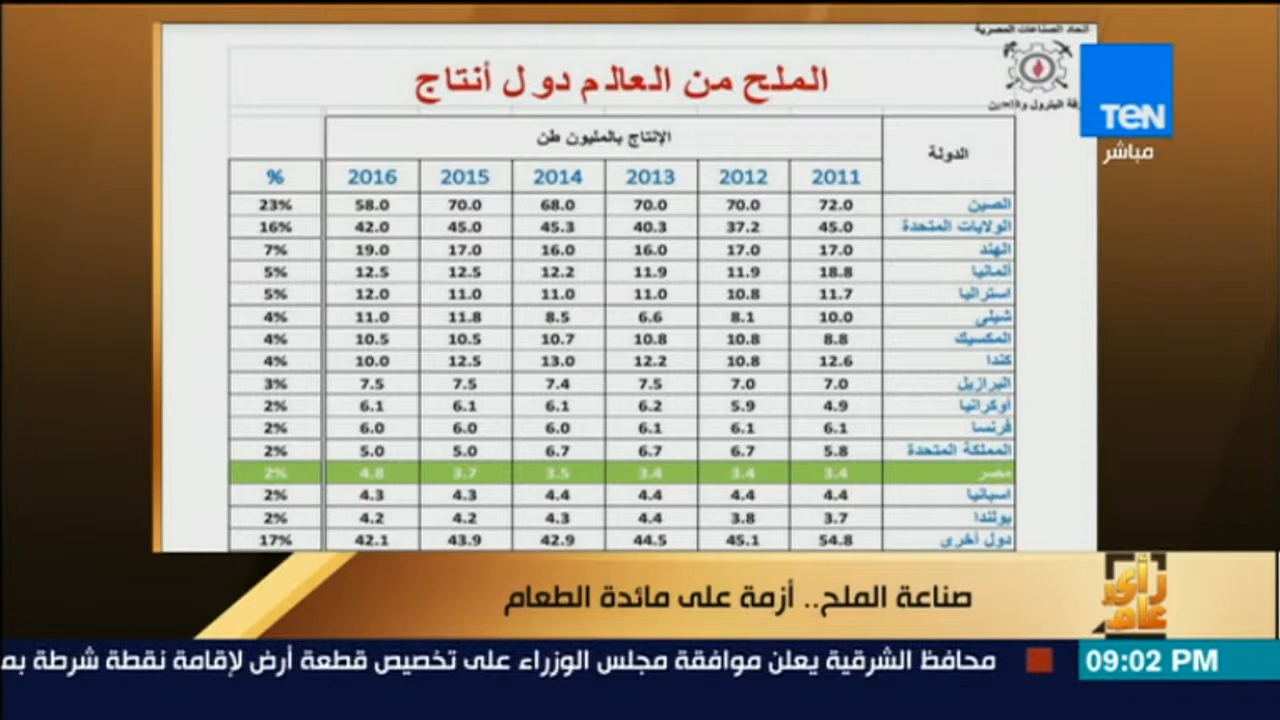 اتحاد الصناعات المصرية
TEN
مباشر
الملح من العالم دول أنتاج
الدولة الإنتاج بالمليون طن
2011 2012 2013 2014 2015 2016 %
الصين 72.0 70.0 70.0 68.0 70.0 58.0 23%
الولايات المتحدة 45.0 37.2 40.3 45.3 45.0 42.0 16%
الهند 17.0 17.0 16.0 16.0 17.0 19.0 7%
ألمانيا 18.8 11.9 11.9 12.2 12.5 12.5 5%
استراليا 11.7 10.8 11.0 11.0 11.0 12.0 5%
شيلي 10.0 8.1 6.6 8.5 11.8 11.0 4%
المكسيك 8.8 10.8 10.8 10.7 10.5 10.5 4%
كندا 12.6 10.8 12.2 13.0 12.5 10.0 4%
البرازيل 7.0 7.0 7.5 7.4 7.5 7.5 3%
أوكرانيا 4.9 5.9 6.2 6.1 6.1 6.1 2%
فرنسا 6.1 6.1 6.1 6.0 6.0 6.0 2%
المملكة المتحدة 5.8 6.7 6.7 6.7 5.0 5.0 2%
مصر 3.4 3.4 3.4 3.5 3.7 4.8 2%
اسبانيا 4.4 4.4 4.4 4.4 4.3 4.3 2%
بولندا 3.7 3.8 4.4 4.3 4.2 4.2 2%
دول أخرى 54.8 45.1 44.5 42.9 43.9 42.1 17%
صناعة الملح.. أزمة على مائدة الطعام
رأي عام
محافظ الشرقية يعلن موافقة مجلس الوزراء على تخصيص قطعة أرض لإقامة نقطة شرطة
09:02 PM